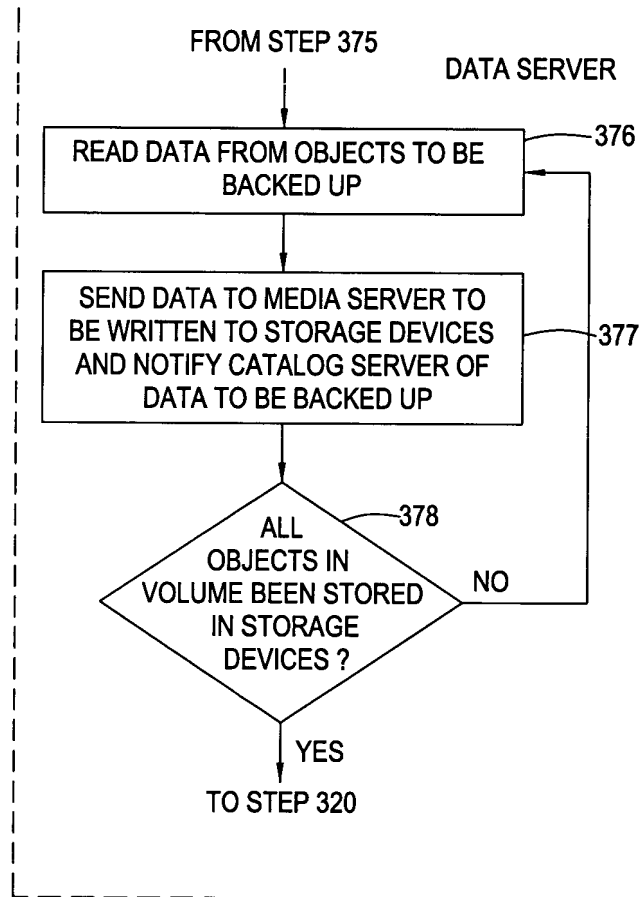 FROM STEP 375
DATA SERVER
376
READ DATA FROM OBJECTS TO BE
BACKED UP
SEND DATA TO MEDIA SERVER TO
BE WRITTEN TO STORAGE DEVICES
AND NOTIFY CATALOG SERVER OF
DATA TO BE BACKED UP
377
378
ALL
OBJECTS IN
VOLUME BEEN STORED
IN STORAGE
DEVICES ?
NO
YES
TO STEP 320